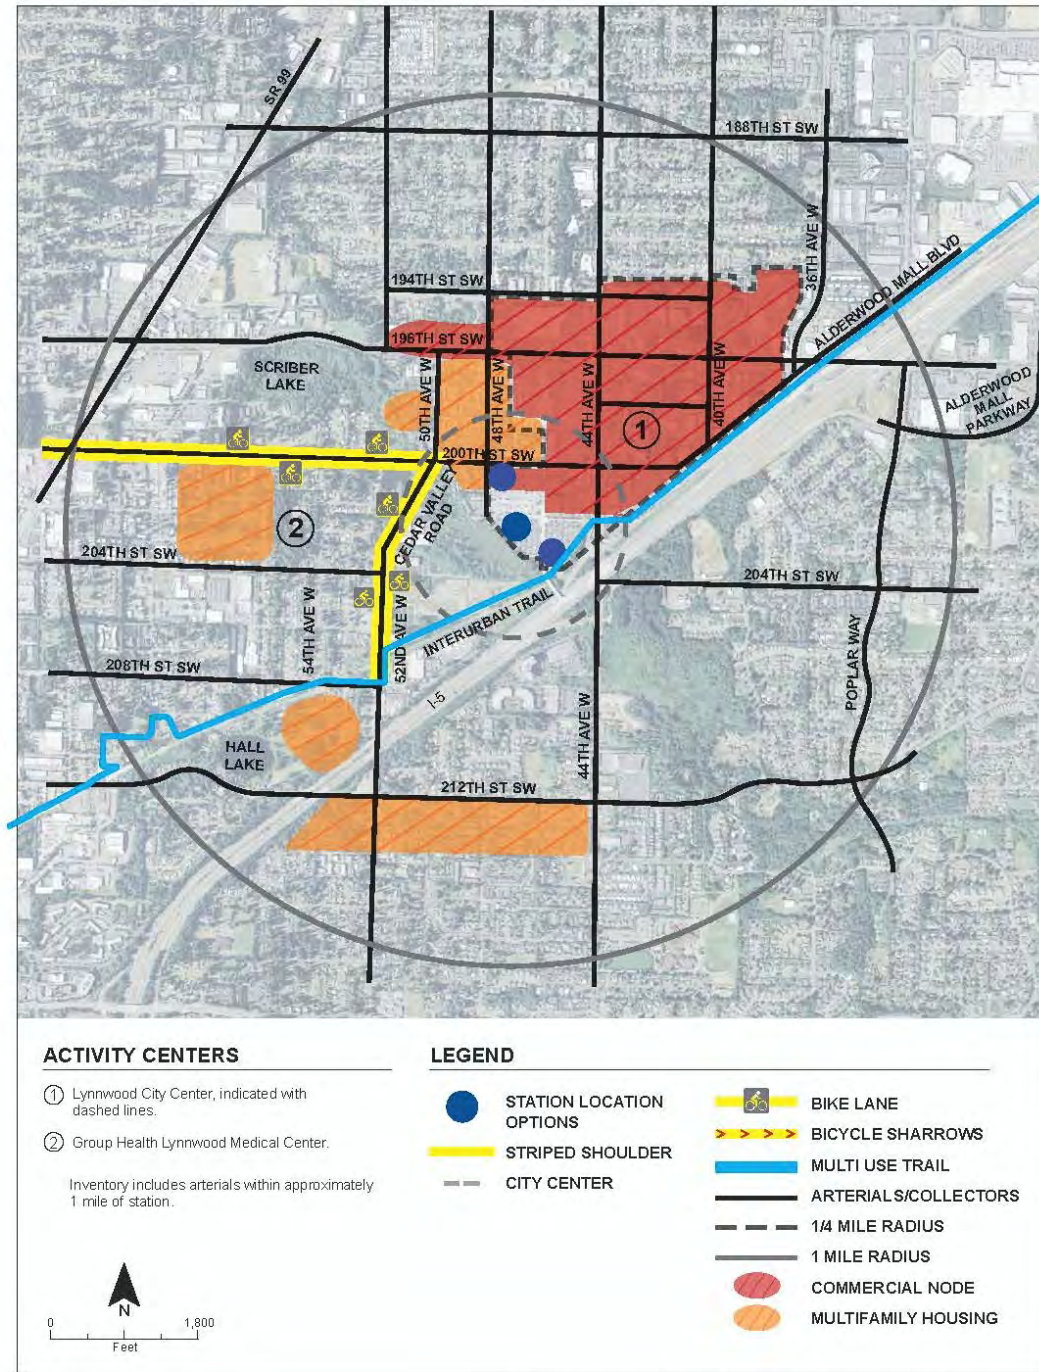 SR 99
188TH ST SW
36TH AVE W
ALDERWOOD MALL BLVD
194TH ST SW
196TH ST SW
SCRIBER
LAKE
50TH AVE W
48TH AVE W
44TH AVE W
40TH AVE W
ALDERWOOD
MALL
PARKWAY
1
200TH ST SW
CEDAR VALLEY
ROAD
2
204TH ST SW
204TH ST SW
INTERURBAN TRAIL
54TH AVE W
52ND AVE W
208TH ST SW
I-5
POPLAR WAY
44TH AVE W
HALL
LAKE
212TH ST SW
ACTIVITY CENTERS
1 Lynnwood City Center, indicated with
dashed lines.
2 Group Health Lynnwood Medical Center.
Inventory includes arterials within approximately
1 mile of station.
N
0 1,800
Feet
LEGEND
STATION LOCATION
OPTIONS
STRIPED SHOULDER
CITY CENTER
BIKE LANE
BICYCLE SHARROWS
MULTI USE TRAIL
ARTERIALS/COLLECTORS
1/4 MILE RADIUS
1 MILE RADIUS
COMMERCIAL NODE
MULTIFAMILY HOUSING